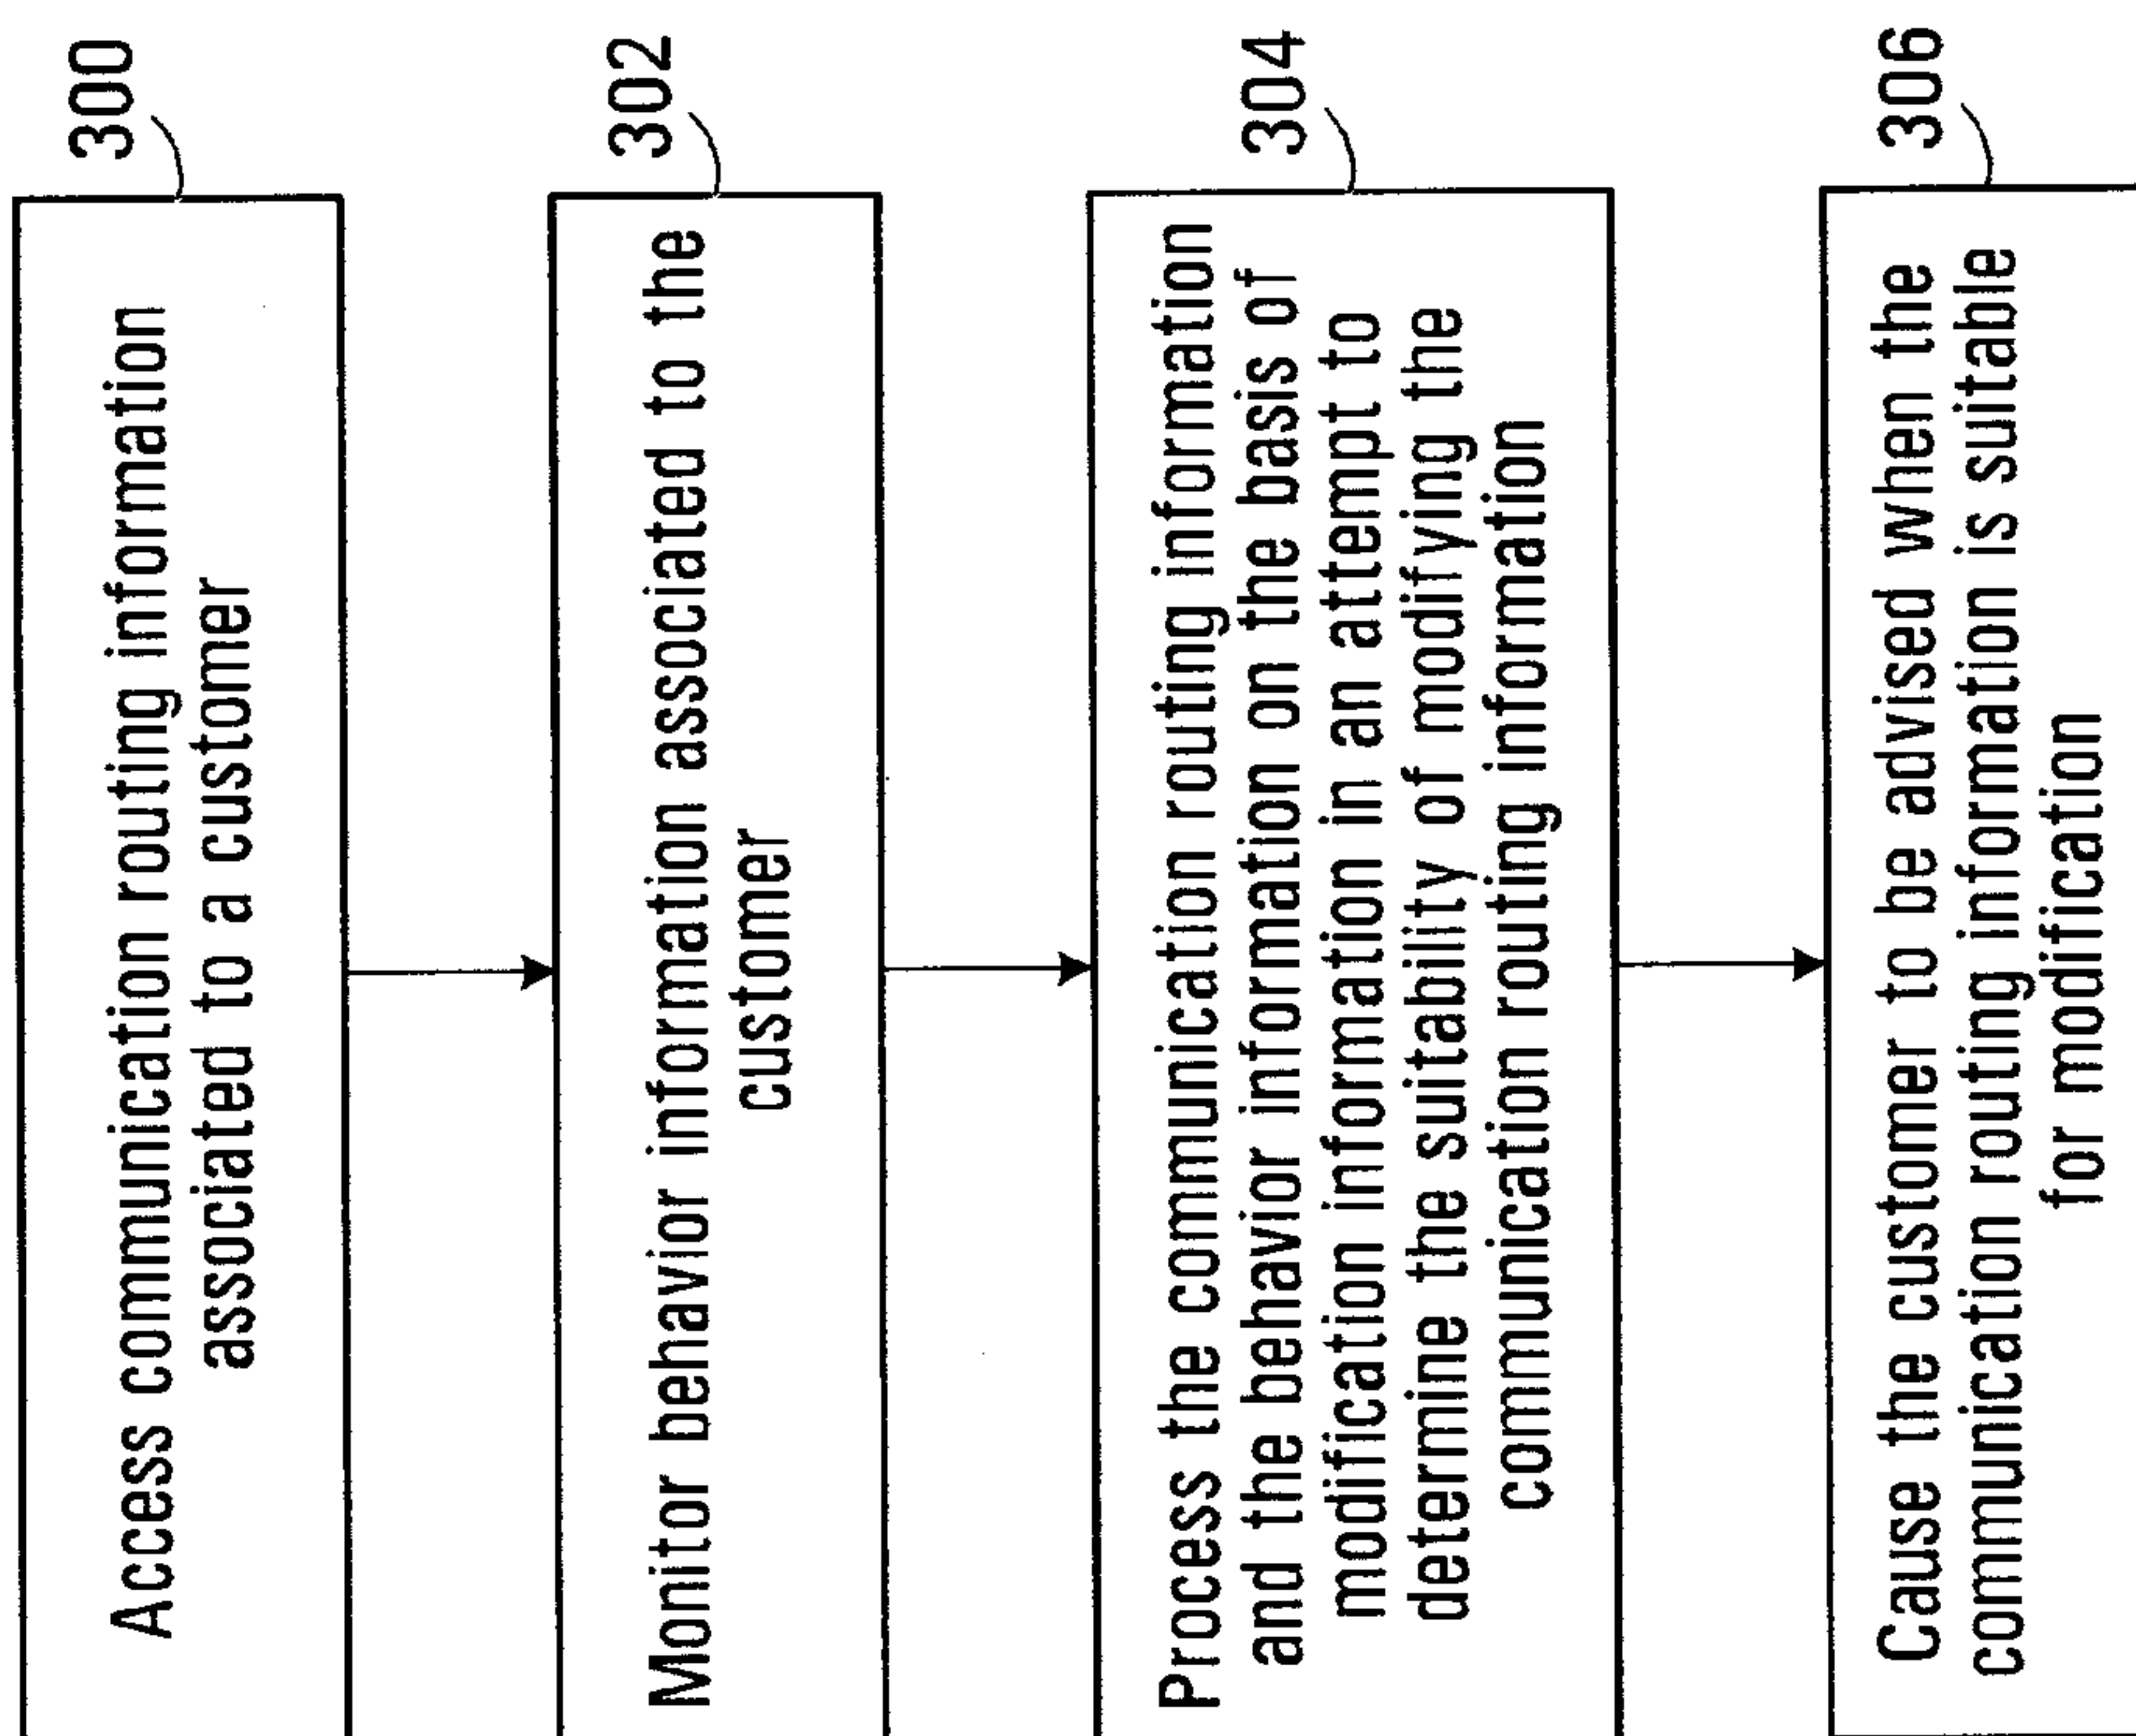 300
Access communication routing information
associated to a customer
302
Monitor behavior information associated to the
customer
304
Process the communication routing information
and the behavior information on the basis of
modification information in an attempt to
determine the suitability of modifying the
communication routing information
306
Cause the customer to be advised when the
communication routing information is suitable
for modification